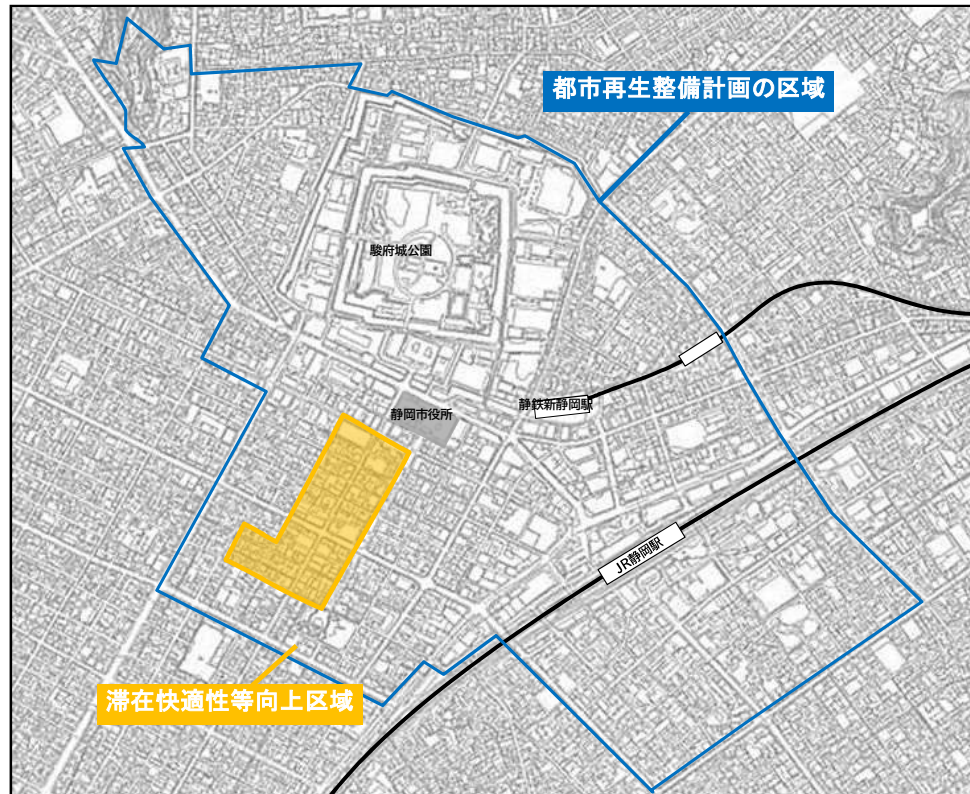 都市再生整備計画の区域
駿府城公園
静岡市役所
静鉄新静岡駅
JR静岡駅
滞在快適性等向上区域